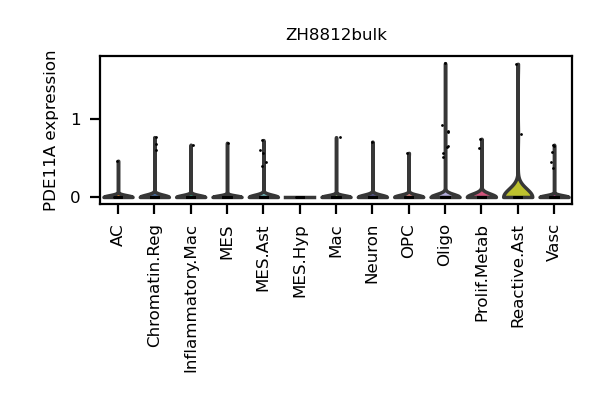 ZH8812bulk
PDE11A expression
1
0
AC
Chromatin.Reg
Inflammatory.Mac
MES
MES.Ast
MES.Hyp
Mac
Neuron
OPC
Oligo
Prolif.Metab
Reactive.Ast
Vasc